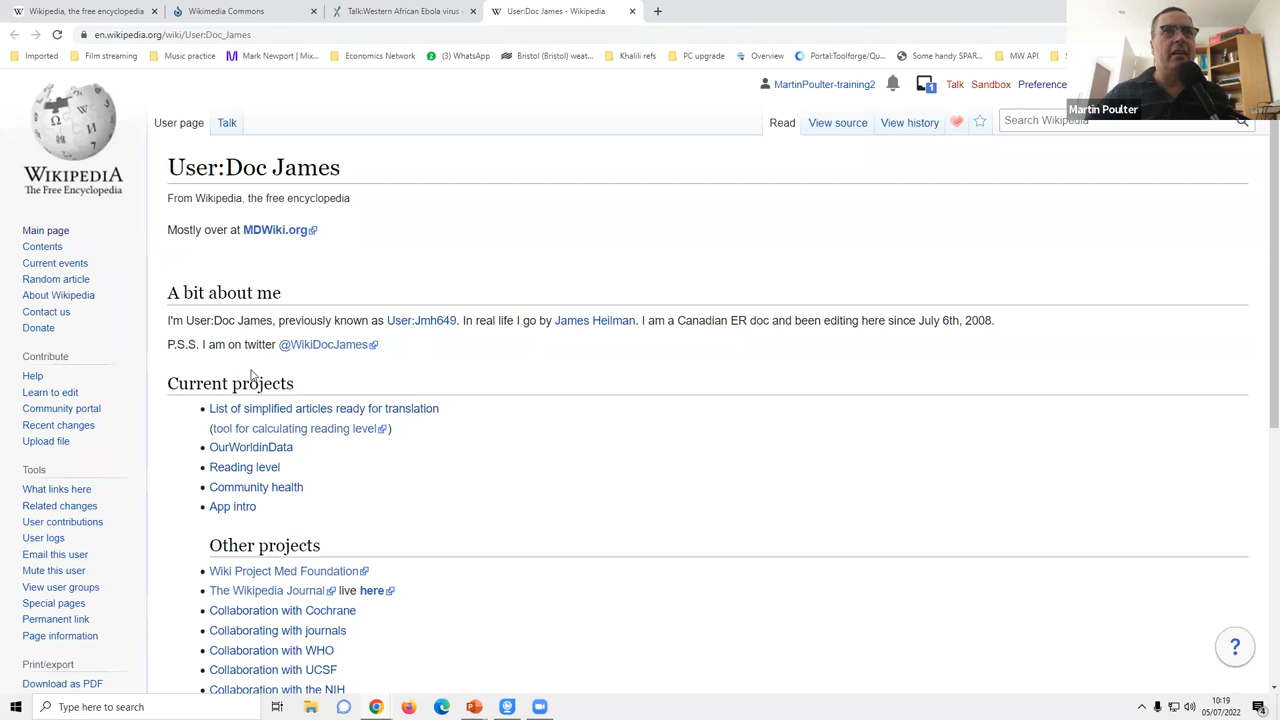 Wikipedia, the free encyclopedia
Wikimedia Commons
Talk:Western African Ebola virus
User:Doc James - Wikipedia
en.wikipedia.org/wiki/User:Doc_James
Imported
Film streaming
Music practice
Mark Newport | Mix...
Economics Network
(3) WhatsApp
Bristol (Bristol) weat...
Khalili refs
PC upgrade
Overview
Portal:Toolforge/Qu...
Some handy SPAR...
MW API
Martin Poulter
MartinPoulter-training2
1
Talk
Sandbox
Preference
User page
Talk
Read
View source
View history
Search Wikipedia
WIKIPEDIA
The Free Encyclopedia
Main page
Contents
Current events
Random article
About Wikipedia
Contact us
Donate
Contribute
Help
Learn to edit
Community portal
Recent changes
Upload file
Tools
What links here
Related changes
User contributions
User logs
Email this user
Mute this user
View user groups
Special pages
Permanent link
Page information
Print/export
Download as PDF
User:Doc James
From Wikipedia, the free encyclopedia
Mostly over at MDWiki.org
A bit about me
I'm User:Doc James, previously known as User:Jmh649. In real life I go by James Heilman. I am a Canadian ER doc and been editing here since July 6th, 2008.
P.S.S. I am on twitter @WikiDocJames
Current projects
• List of simplified articles ready for translation
(tool for calculating reading level)
• OurWorldinData
• Reading level
• Community health
• App intro
Other projects
• Wiki Project Med Foundation
• The Wikipedia Journal live here
• Collaboration with Cochrane
• Collaborating with journals
• Collaboration with WHO
• Collaboration with UCSF
• Collaboration with the NIH
?
Type here to search
10:19
05/07/2022
4